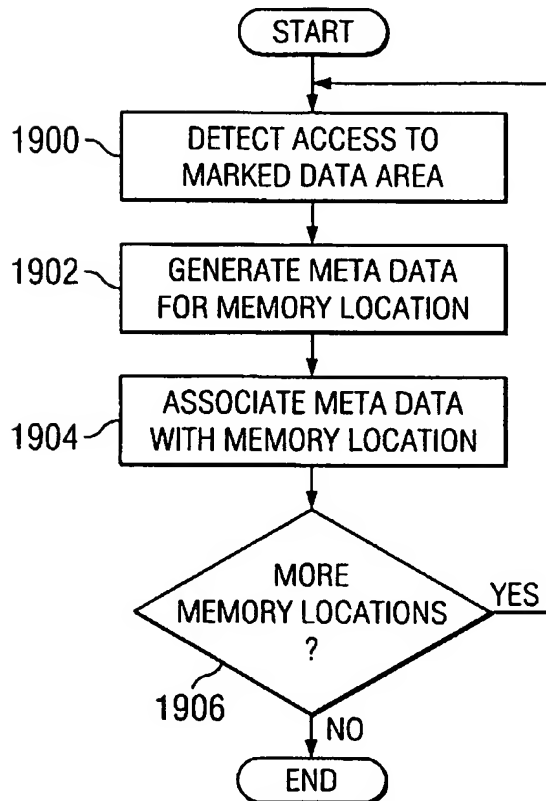 START
1900
DETECT ACCESS TO
MARKED DATA AREA
1902
GENERATE META DATA
FOR MEMORY LOCATION
1904
ASSOCIATE META DATA
WITH MEMORY LOCATION
MORE
MEMORY LOCATIONS
?
YES
1906
NO
END